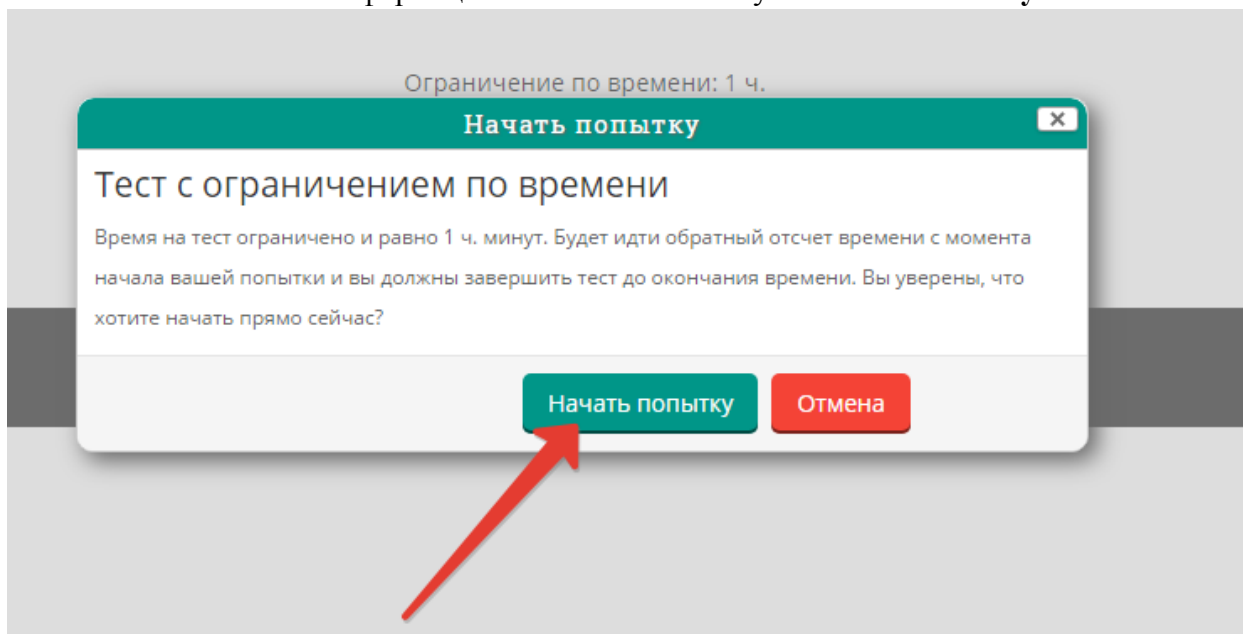 Ограничение по времени: 1 ч.
Начать попытку
Тест с ограничением по времени
Время на тест ограничено и равно 1 ч. минут. Будет идти обратный отсчет времени с момента
начала вашей попытки и вы должны завершить тест до окончания времени. Вы уверены, что
хотите начать прямо сейчас?
Начать попытку
Отмена